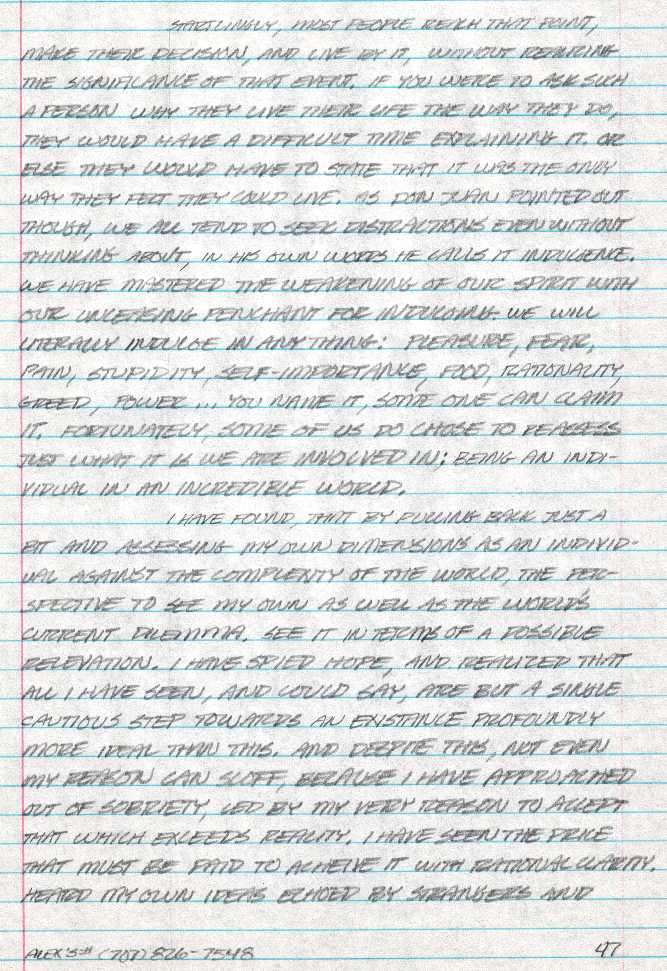 STARTLINGLY, MOST PEOPLE REACH THAT POINT,
MAKE THEIR DECISION, AND LIVE BY IT, WITHOUT REALIZING
THE SIGNIFICANCE OF THAT EVENT. IF YOU WERE TO ASK SUCH
A PERSON WHY THEY LIVE THEIR LIFE THE WAY THEY DO,
THEY WOULD HAVE A DIFFICULT TIME EXPLAINING IT. OR
ELSE THEY WOULD HAVE TO STATE THAT IT WAS THE ONLY
WAY THEY FELT THEY COULD LIVE. AS DON JUAN POINTED OUT
THOUGH, WE ALL TEND TO SEEK DISTRACTIONS EVEN WITHOUT
THINKING ABOUT, IN HIS OWN WORDS HE CALLS IT INDULGENCE.
WE HAVE MASTERED THE WEAKENING OF OUR SPIRIT WITH
OUR UNCEASING PENCHANT FOR INDULGING. WE WILL
LITERALLY INDULGE IN ANYTHING: PLEASURE, FEAR,
PAIN, STUPIDITY, SELF-IMPORTANCE, FOOD, RATIONALITY,
GREED, POWER... YOU NAME IT, SOME ONE CAN CLAIM
IT. FORTUNATELY, SOME OF US DO CHOSE TO REASSESS
JUST WHAT IT IS WE ARE INVOLVED IN; BEING AN INDI-
VIDUAL IN AN INCREDIBLE WORLD.
I HAVE FOUND, THAT BY PULLING BACK JUST A
BIT AND ASSESSING MY OWN DIMENSIONS AS AN INDIVID-
UAL AGAINST THE COMPLEXITY OF THE WORLD, THE PER-
SPECTIVE TO SEE MY OWN AS WELL AS THE WORLD'S
CURRENT DILEMMA. SEE IT IN TERMS OF A POSSIBLE
RELEVATION. I HAVE SPIED HOPE, AND REALIZED THAT
ALL I HAVE SEEN, AND COULD SAY, ARE BUT A SINGLE
CAUTIOUS STEP TOWARDS AN EXISTANCE PROFOUNDLY
MORE IDEAL THAN THIS. AND DESPITE THIS, NOT EVEN
MY REASON CAN SCOFF, BECAUSE I HAVE APPROACHED
OUT OF SOBRIETY, LED BY MY VERY REASON TO ACCEPT
THAT WHICH EXCEEDS REALITY. I HAVE SEEN THE PRICE
THAT MUST BE PAID TO ACHEIVE IT WITH RATIONAL CLARITY.
HEARD MY OWN IDEAS ECHOED BY STRANGERS AND
ALEX'S# (707) 826-7548 47